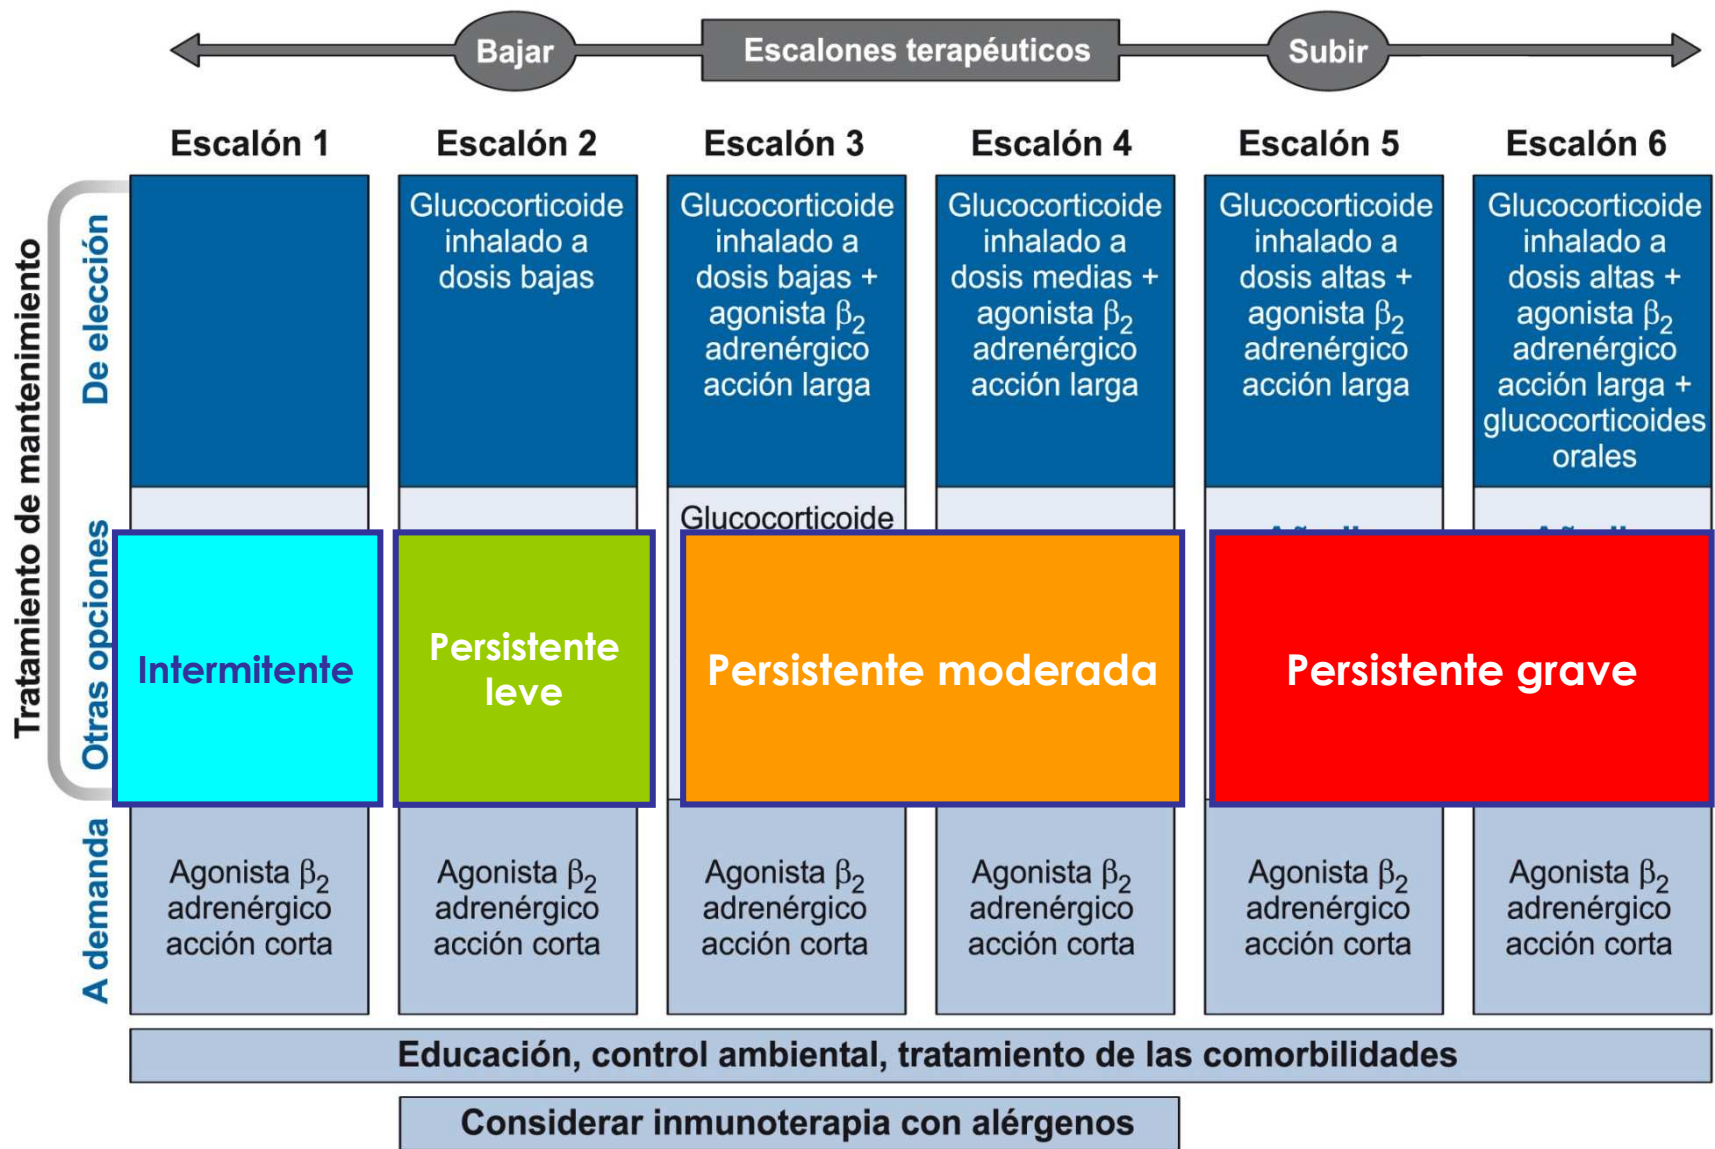 Bajar
Escalones terapéuticos
Subir
Escalón 1
Escalón 2
Escalón 3
Escalón 4
Escalón 5
Escalón 6
Tratamiento de mantenimiento
De elección
Glucocorticoide
inhalado a
dosis bajas
Glucocorticoide
inhalado a
dosis bajas +
agonista β2
adrenérgico
acción larga
Glucocorticoide
inhalado a
dosis medias +
agonista β2
adrenérgico
acción larga
Glucocorticoide
inhalado a
dosis altas +
agonista β2
adrenérgico
acción larga
Glucocorticoide
inhalado a
dosis altas +
agonista β2
adrenérgico
acción larga +
glucocorticoides
orales
Otras opciones
Glucocorticoide
Intermitente
Persistente
leve
Persistente moderada
Persistente grave
A demanda
Agonista β2
adrenérgico
acción corta
Agonista β2
adrenérgico
acción corta
Agonista β2
adrenérgico
acción corta
Agonista β2
adrenérgico
acción corta
Agonista β2
adrenérgico
acción corta
Agonista β2
adrenérgico
acción corta
Educación, control ambiental, tratamiento de las comorbilidades
Considerar inmunoterapia con alérgenos